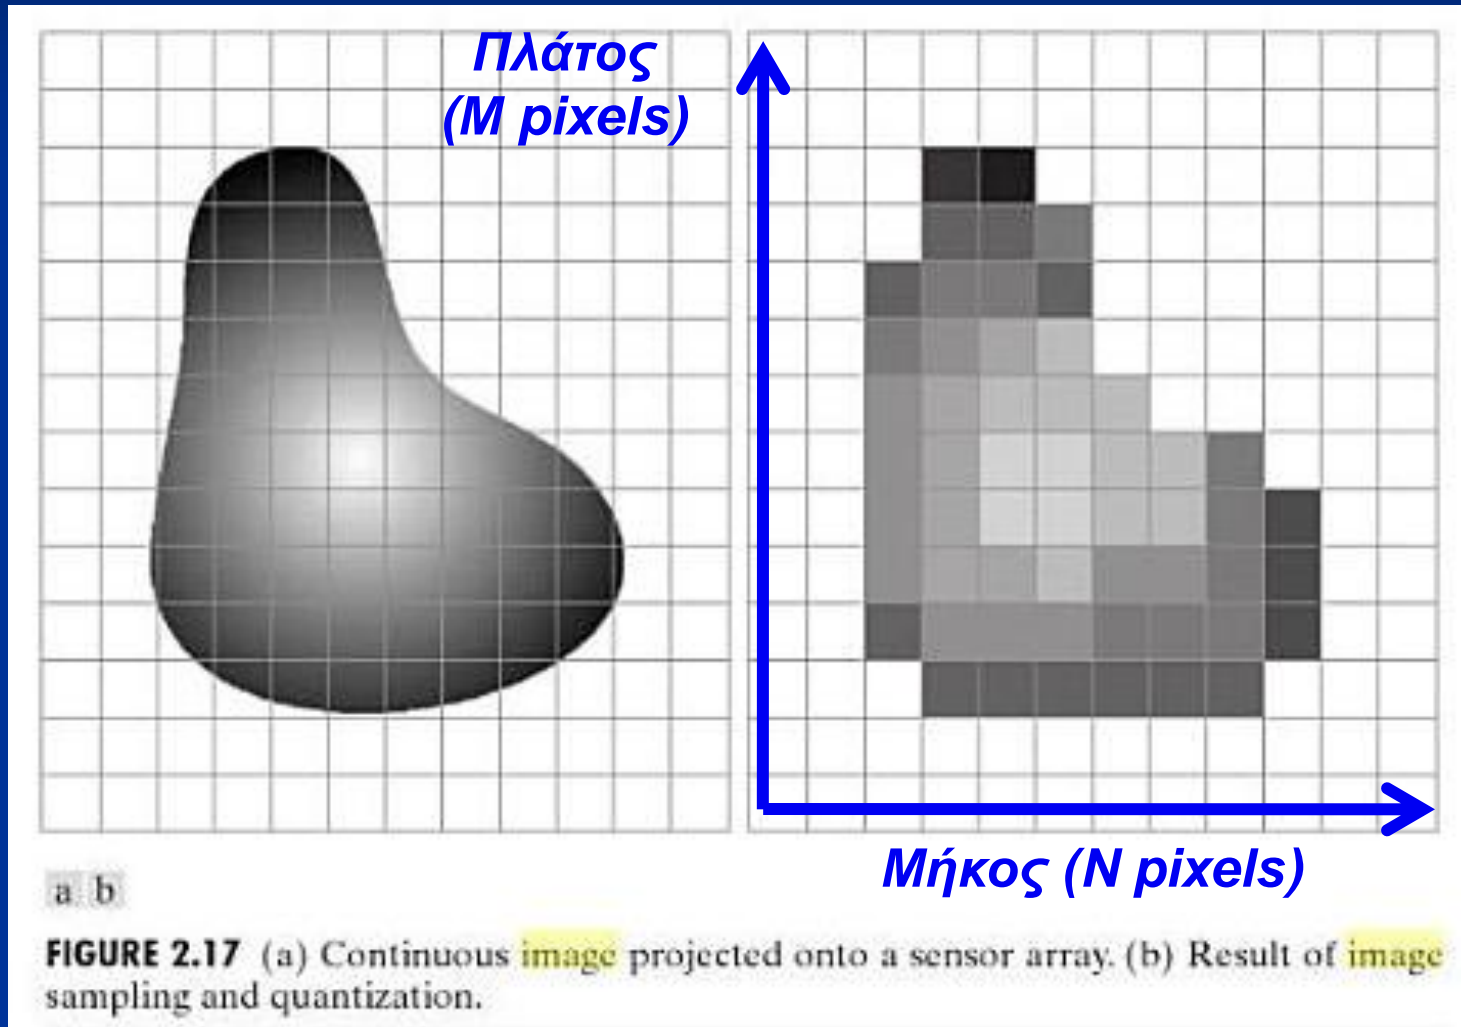 Πλάτος
(M pixels)
Μήκος (N pixels)
a b
FIGURE 2.17 (a) Continuous image projected onto a sensor array. (b) Result of image
sampling and quantization.